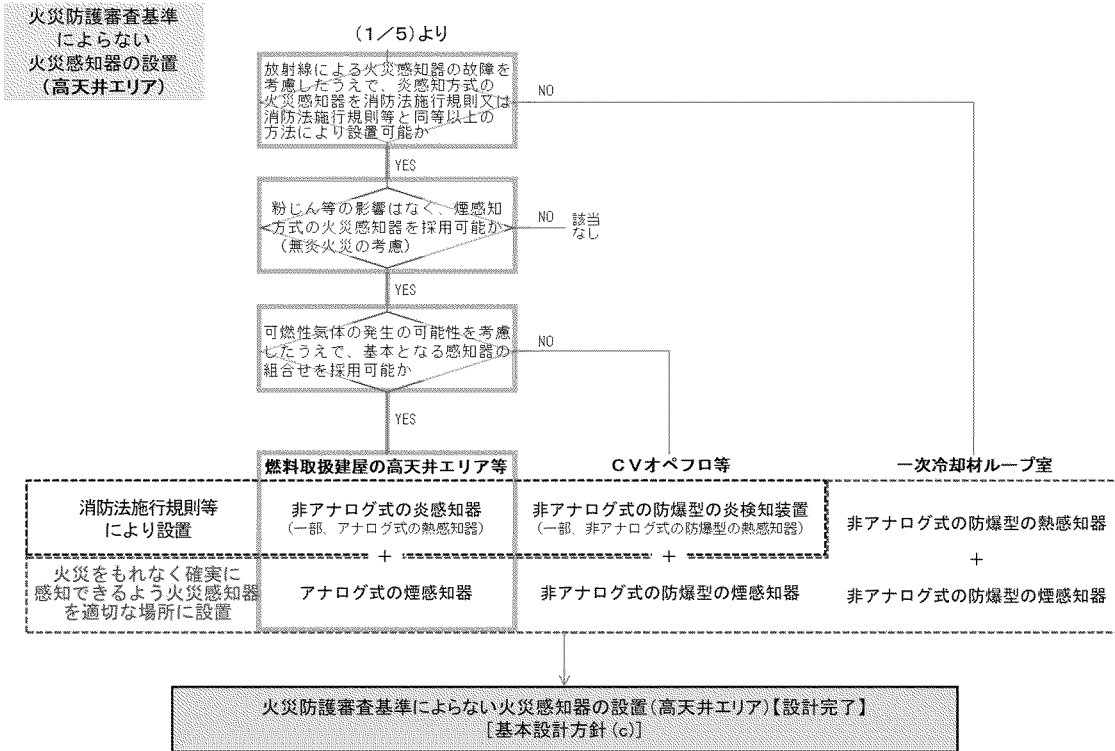 火災防護審査基準
によらない
火災感知器の設置
(高天井エリア)
(1/5)より
放射線による火災感知器の故障を
考慮したうえで、炎感知方式の
火災感知器を消防法施行規則又は
消防法施行規則等と同等以上の
方法により設置可能か
NO
YES
粉じん等の影響はなく、煙感知
方式の火災感知器を採用可能か
(無炎火災の考慮)
NO
該当
なし
YES
可燃性気体の発生の可能性を考慮
したうえで、基本となる感知器の
組合せを採用可能か
NO
YES
燃料取扱建屋の高天井エリア等
CVオペフロ等
一次冷却材ループ室
消防法施行規則等
により設置
非アナログ式の炎感知器
(一部、アナログ式の熱感知器)
非アナログ式の防爆型の炎検知装置
(一部、非アナログ式の防爆型の熱感知器)
非アナログ式の防爆型の熱感知器
+
+
+
火災をもれなく確実に
感知できるよう火災感知器
を適切な場所に設置
アナログ式の煙感知器
非アナログ式の防爆型の煙感知器
非アナログ式の防爆型の煙感知器
火災防護審査基準によらない火災感知器の設置(高天井エリア)【設計完了】
[基本設計方針(c)]